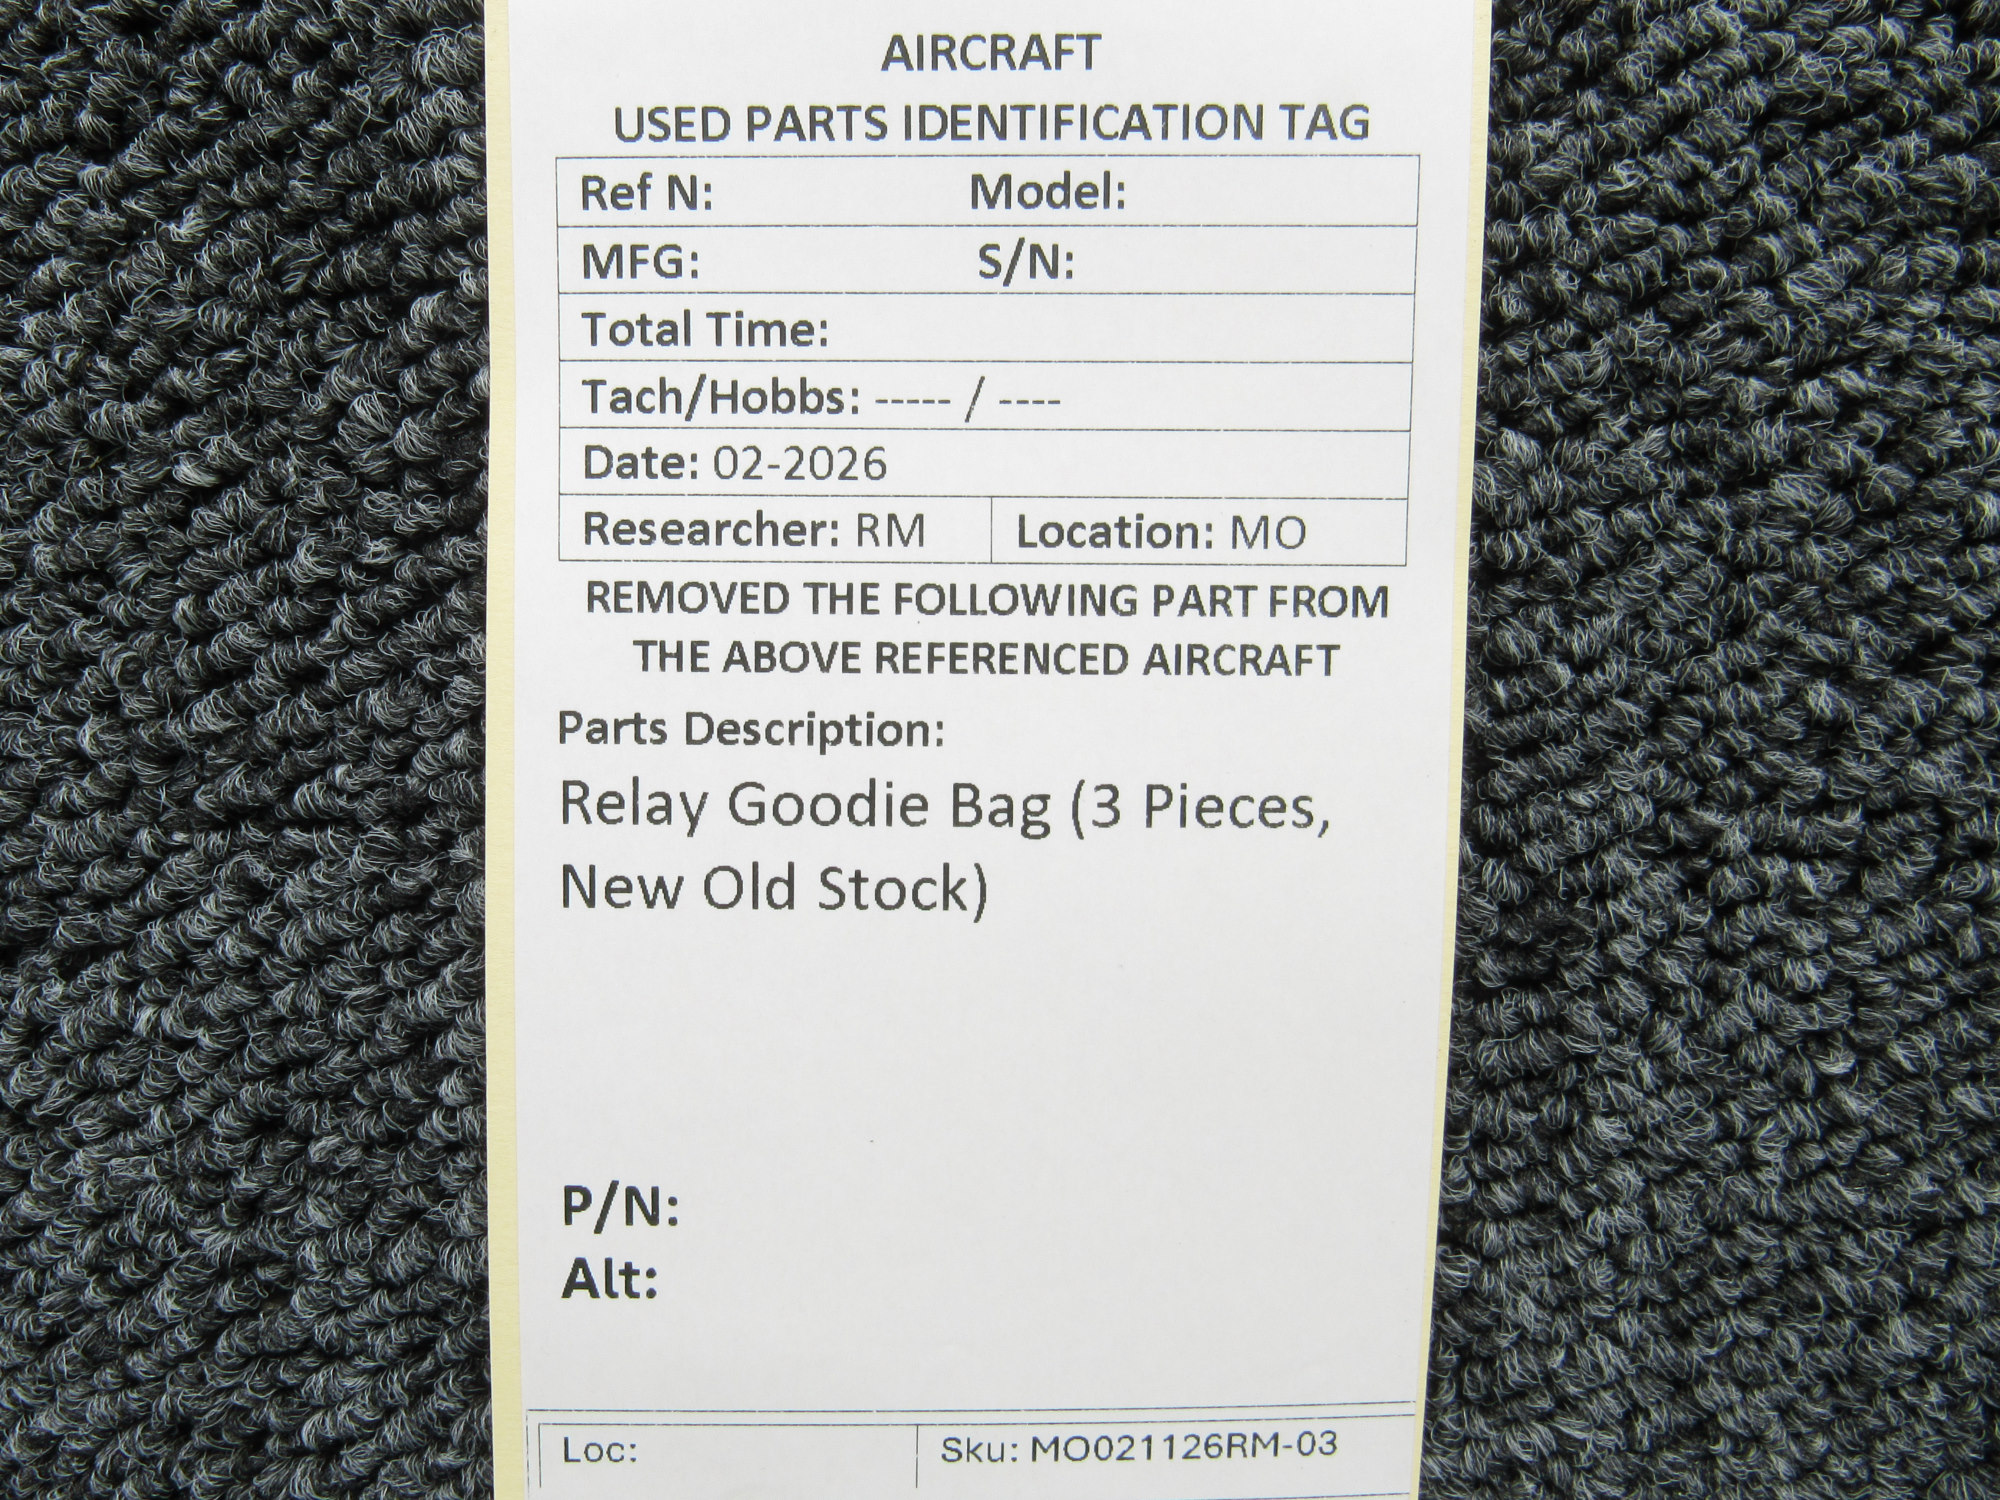 AIRCRAFT
USED PARTS IDENTIFICATION TAG
Ref N: Model:
MFG: S/N:
Total Time:
Tach/Hobbs: ----- / ----
Date: 02-2026
Researcher: RM Location: MO
REMOVED THE FOLLOWING PART FROM
THE ABOVE REFERENCED AIRCRAFT
Parts Description:
Relay Goodie Bag (3 Pieces,
New Old Stock)
P/N:
Alt:
Loc: Sku: MO021126RM-03